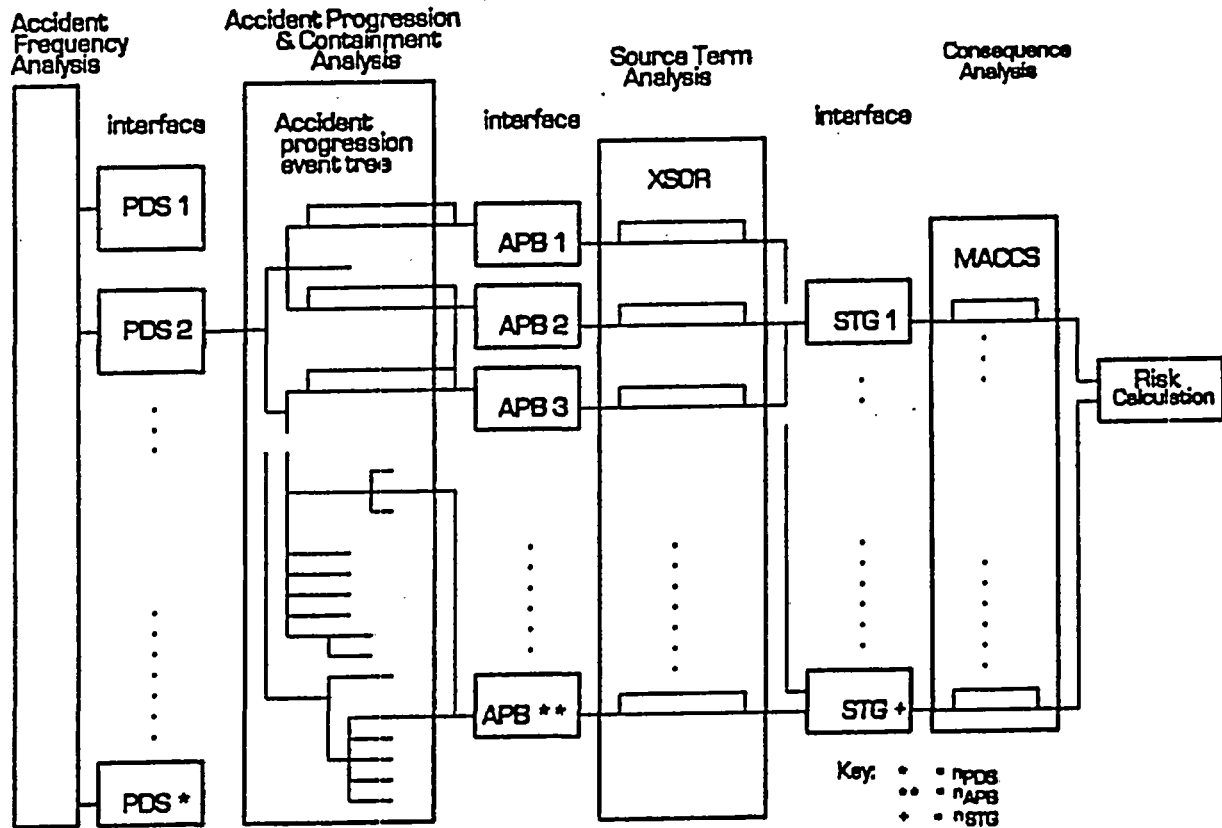 Accident
Frequency
Analysis
Accident Progression
& Containment
Analysis
Source Term
Analysis
Consequence
Analysis
interface
interface
interface
Accident
progression
event tree
XSOR
MACCS
PDS 1
PDS 2
PDS *
APB 1
APB 2
APB 3
APB **
STG 1
STG +
Risk
Calculation
Key: * = nPDS
** = nAPB
+ = nSTG